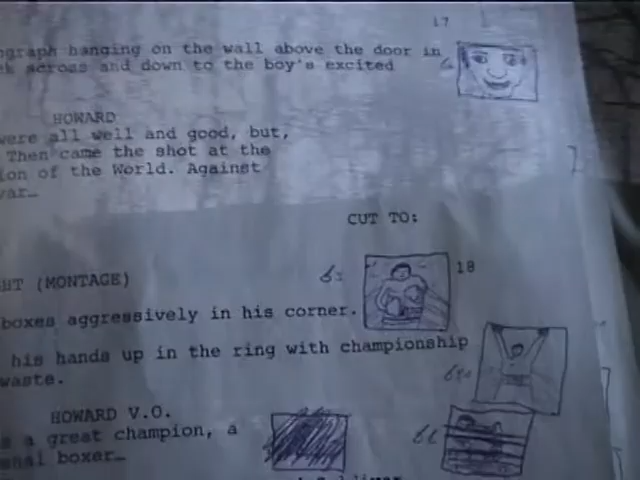 17
ograph hanging on the wall above the door in
across and down to the boy's excited
HOWARD
were all well and good, but,
Then came the shot at the
ion of the World. Against
war…
CUT TO:
18
HT (MONTAGE)
boxes aggressively in his corner.
his hands up in the ring with championship
waste.
HOWARD V.O.
s a great champion, a
boxer…